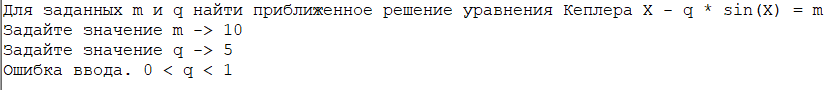 Для заданных m и q найти приближенное решение уравнения Кеплера X - q * sin(X) = m
Задайте значение m -> 10
Задайте значение q -> 5
Ошибка ввода. 0 < q < 1